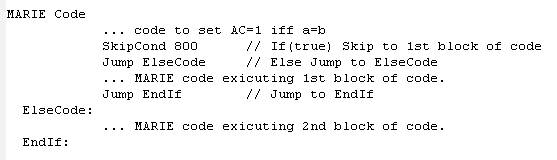 MARIE Code
... code to set AC=1 iff a=b
SkipCond 800 // If(true) Skip to 1st block of code
Jump ElseCode // Else Jump to ElseCode
... MARIE code exicuting 1st block of code.
Jump EndIf // Jump to EndIf
ElseCode:
... MARIE code exicuting 2nd block of code.
EndIf: